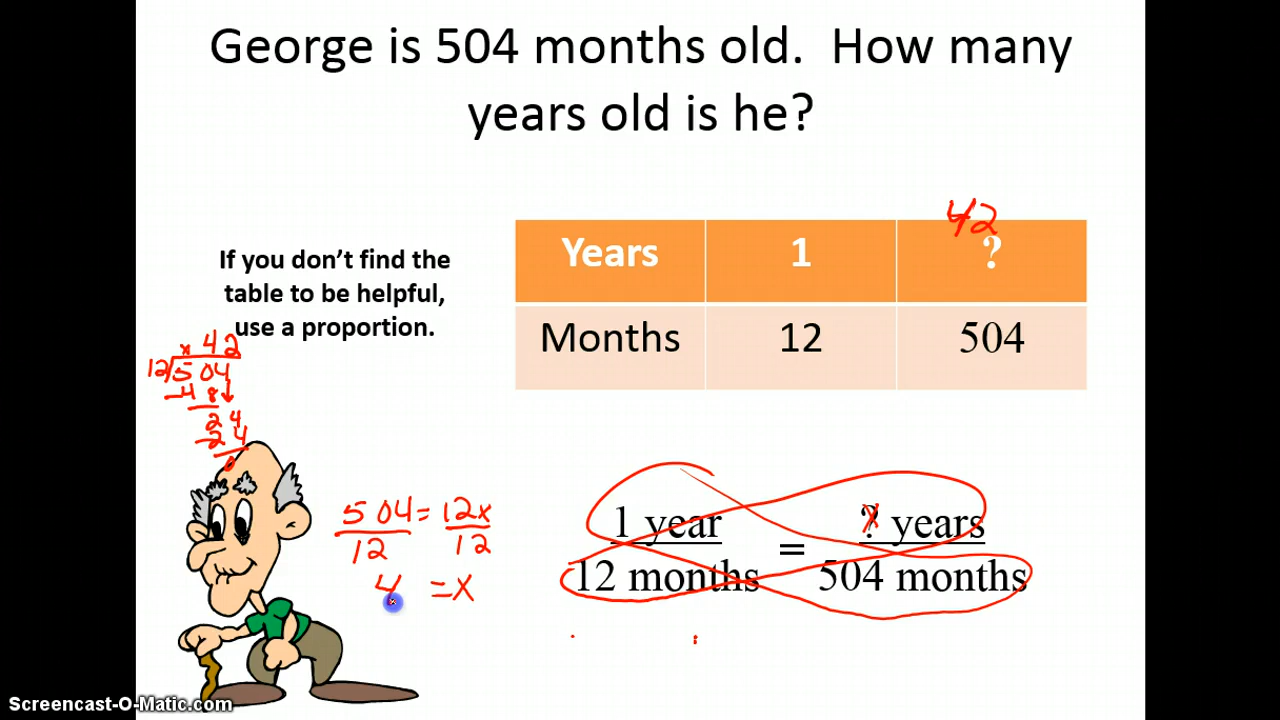 George is 504 months old.  How many
years old is he?
42
Years 1 ?
Months 12 504
If you don't find the
table to be helpful,
use a proportion.
x 42
12 504
-48
24
-24
0
504 = 12x
12 12
4 = x
1 year = ? x years
12 months 504 months
Screencast-O-Matic.com